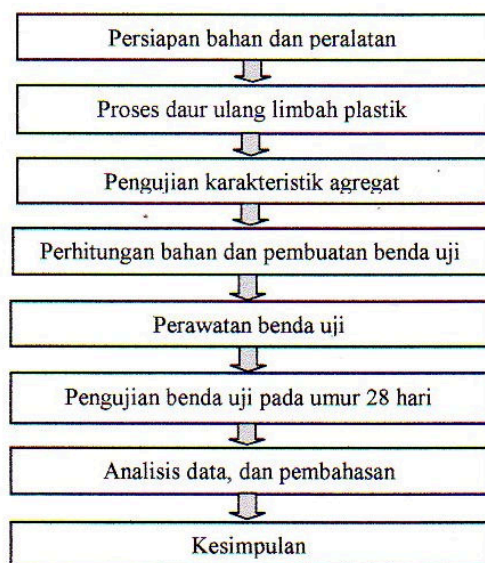 Persiapan bahan dan peralatan
Proses daur ulang limbah plastik
Pengujian karakteristik agregat
Perhitungan bahan dan pembuatan benda uji
Perawatan benda uji
Pengujian benda uji pada umur 28 hari
Analisis data, dan pembahasan
Kesimpulan